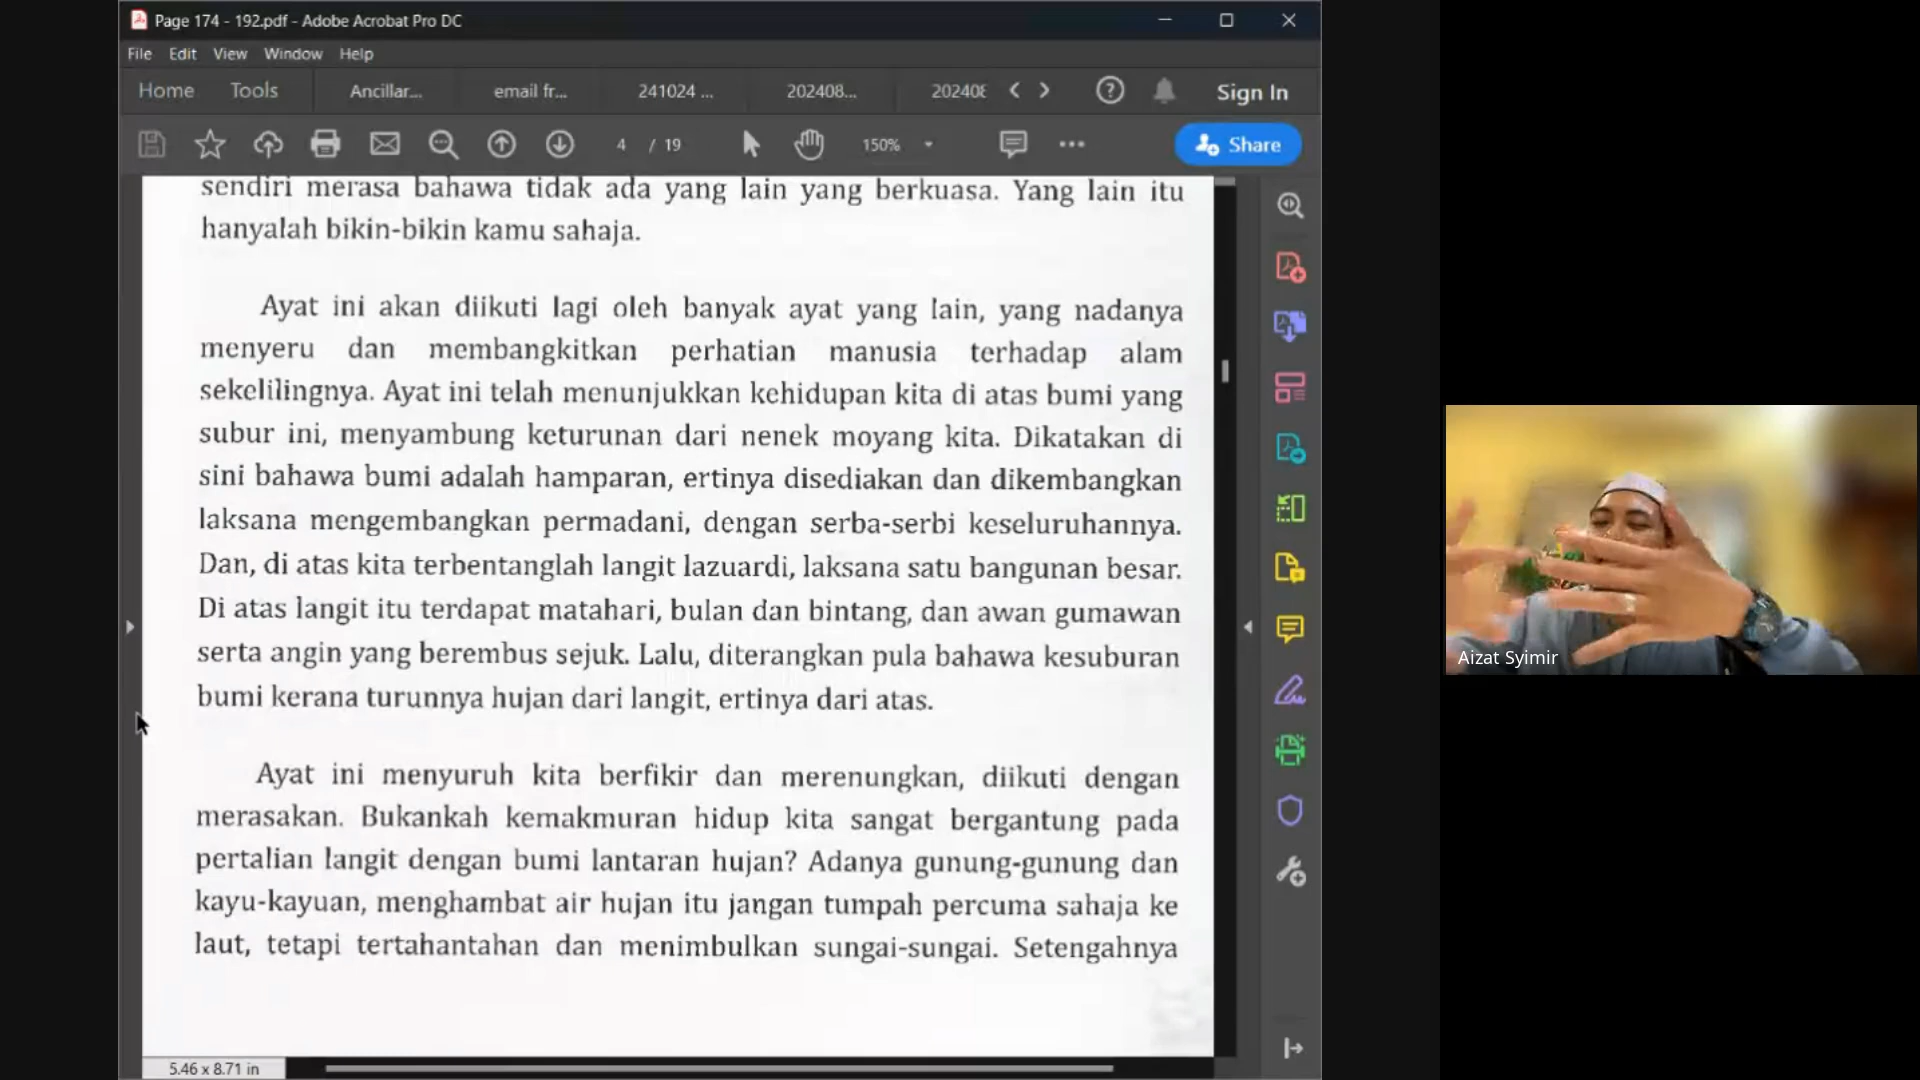 Page 174 - 192.pdf - Adobe Acrobat Pro DC
File Edit View Window Help
Home Tools Ancillar... email fr... 241024 ... 202408... 202408 Sign In
4 / 19 150% Share
sendiri merasa bahawa tidak ada yang lain yang berkuasa. Yang lain itu
hanyalah bikin-bikin kamu sahaja.
Ayat ini akan diikuti lagi oleh banyak ayat yang lain, yang nadanya
menyeru dan membangkitkan perhatian manusia terhadap alam
sekelilingnya. Ayat ini telah menunjukkan kehidupan kita di atas bumi yang
subur ini, menyambung keturunan dari nenek moyang kita. Dikatakan di
sini bahawa bumi adalah hamparan, ertinya disediakan dan dikembangkan
laksana mengembangkan permadani, dengan serba-serbi keseluruhannya.
Dan, di atas kita terbentanglah langit lazuardi, laksana satu bangunan besar.
Di atas langit itu terdapat matahari, bulan dan bintang, dan awan gumawan
serta angin yang berembus sejuk. Lalu, diterangkan pula bahawa kesuburan
bumi kerana turunnya hujan dari langit, ertinya dari atas.
Ayat ini menyuruh kita berfikir dan merenungkan, diikuti dengan
merasakan. Bukankah kemakmuran hidup kita sangat bergantung pada
pertalian langit dengan bumi lantaran hujan? Adanya gunung-gunung dan
kayu-kayuan, menghambat air hujan itu jangan tumpah percuma sahaja ke
laut, tetapi tertahantahan dan menimbulkan sungai-sungai. Setengahnya
5.46 x 8.71 in
Aizat Syimir